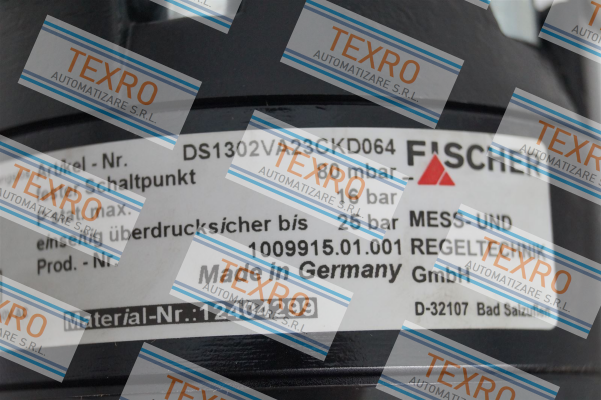 Artikel - Nr. DS1302VA23CKD064 FISCHER
Schaltpunkt 80 mbar
max. 16 bar
einseitig überdrucksicher bis 25 bar MESS- UND
Prod. - Nr. 1009915.01.001 REGELTECHNIK
Made in Germany GmbH
Material-Nr.: D-32107 Bad Salzuflen
TEXRO
AUTOMATIZARE S.R.L.